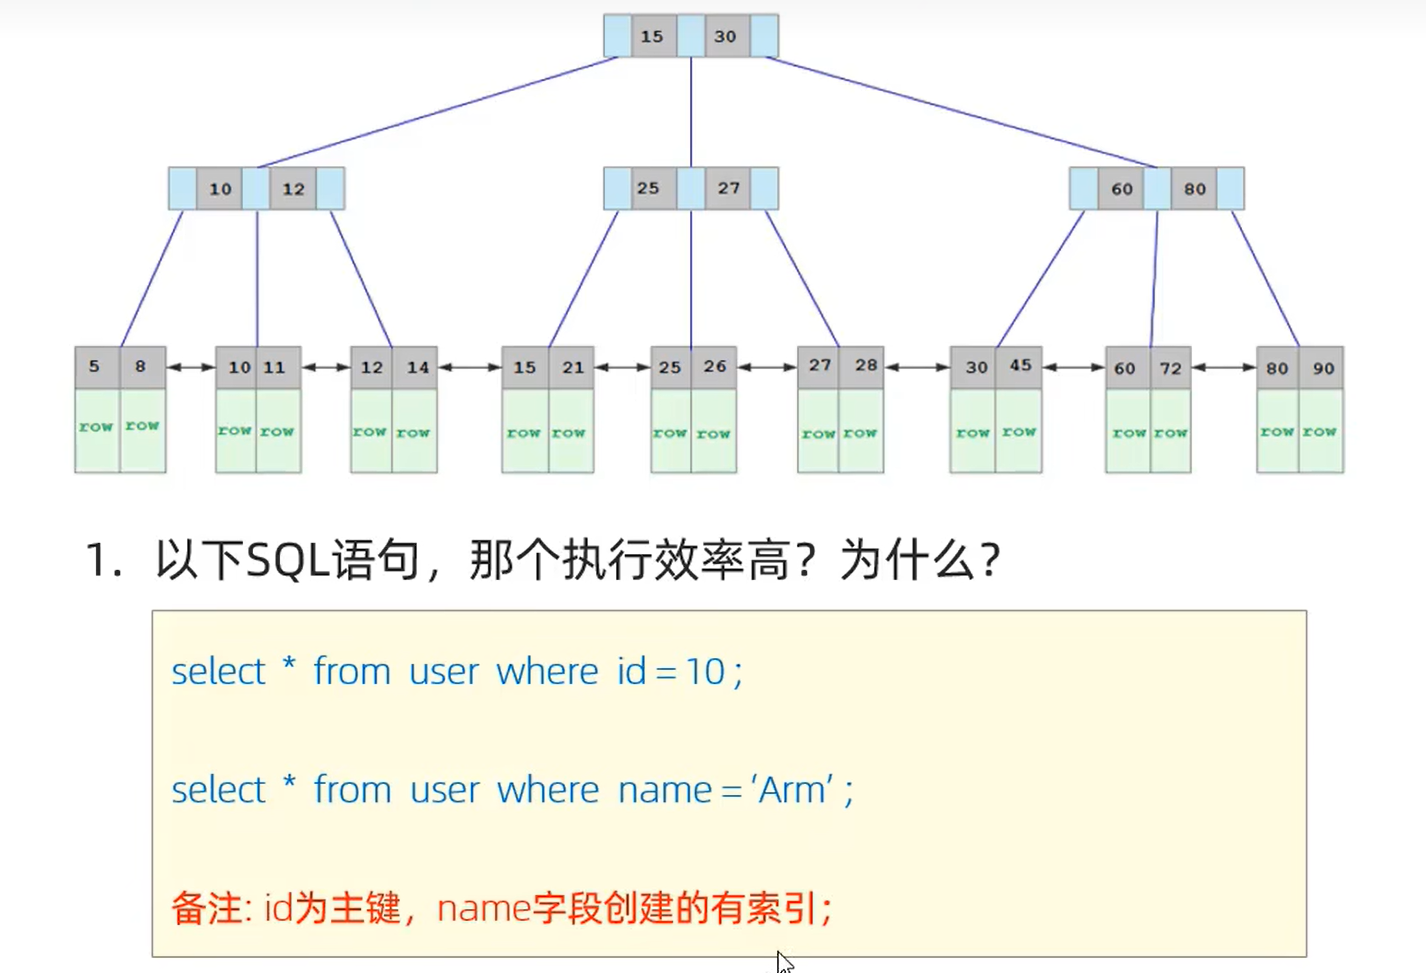 15 30
10 12 25 27 60 80
5 8 10 11 12 14 15 21 25 26 27 28 30 45 60 72 80 90
row row row row row row row row row row row row row row row row row row
1. 以下SQL语句，那个执行效率高？为什么？
select * from user where id = 10 ;
select * from user where name = ‘Arm’ ;
备注: id为主键，name字段创建的有索引；